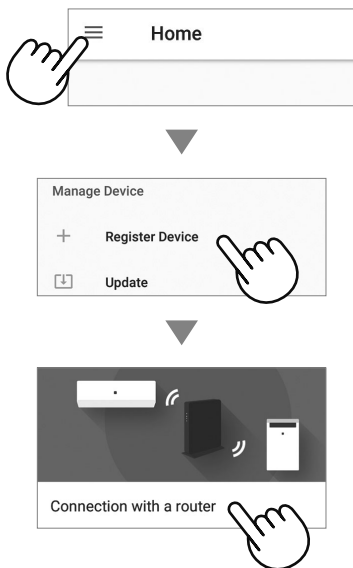 Home
Manage Device
Register Device
Update
Connection with a router